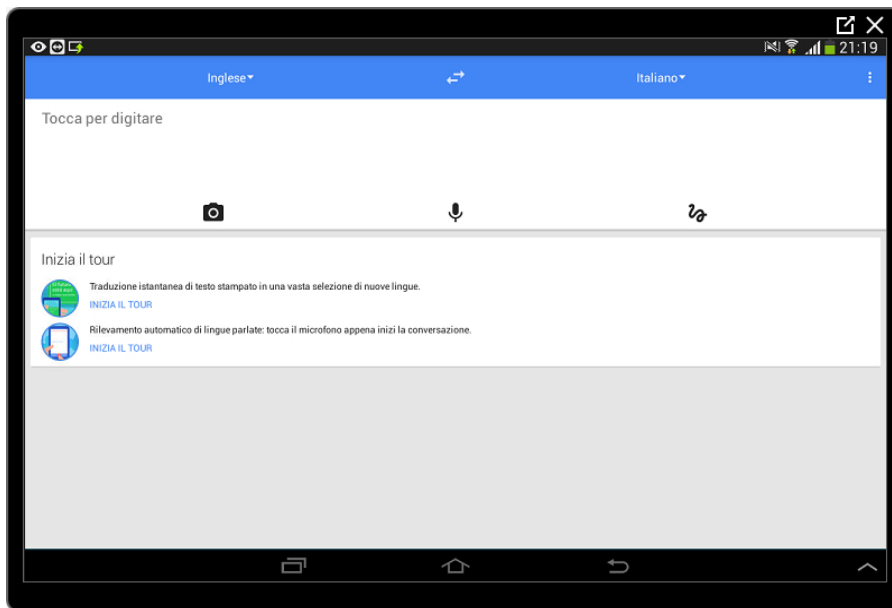 21:19
Inglese
Italiano
Tocca per digitare
Inizia il tour
Traduzione istantanea di testo stampato in una vasta selezione di nuove lingue.
INIZIA IL TOUR
Rilevamento automatico di lingue parlate: tocca il microfono appena inizi la conversazione.
INIZIA IL TOUR